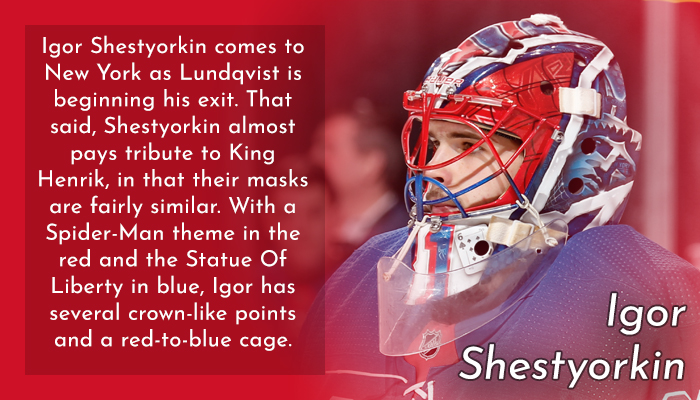 Igor Shestyorkin comes to
New York as Lundqvist is
beginning his exit. That
said, Shestyorkin almost
pays tribute to King
Henrik, in that their masks
are fairly similar. With a
Spider-Man theme in the
red and the Statue Of
Liberty in blue, Igor has
several crown-like points
and a red-to-blue cage.
Igor
Shestyorkin